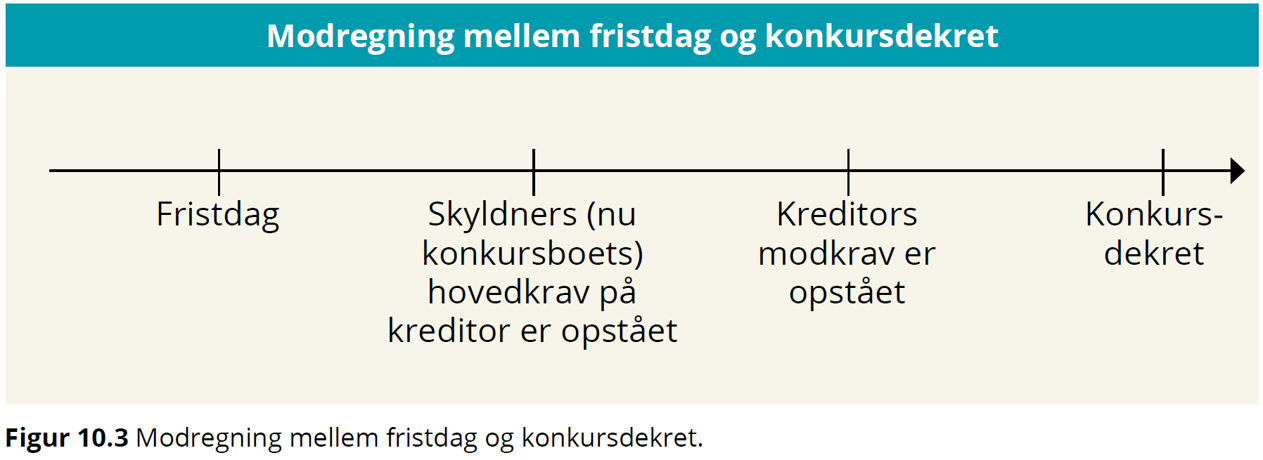 Modregning mellem fristdag og konkursdekret
Fristdag
Skyldners (nu
konkursboets)
hovedkrav på
kreditor er opstået
Kreditors
modkrav er
opstået
Konkurs-
dekret
Figur 10.3 Modregning mellem fristdag og konkursdekret.